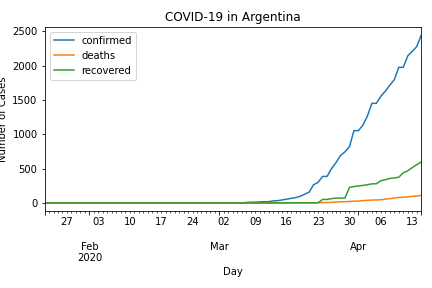 COVID-19 in Argentina
2500
2000
1500
1000
500
0
Number of Cases
confirmed
deaths
recovered
27 03 10 17 24 02 09 16 23 30 06 13
Feb Mar Apr
2020
Day